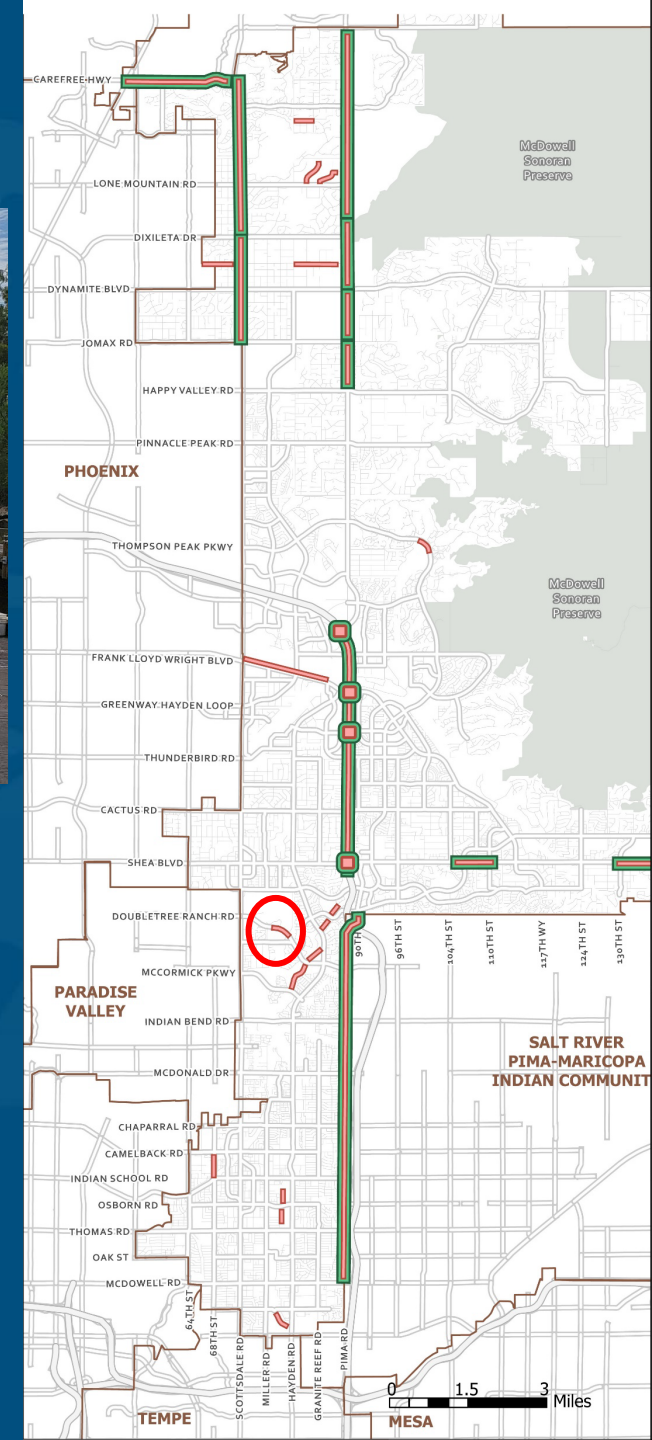 CAREFREE HWY
McDowell
Sonoran
Preserve
LONE MOUNTAIN RD
DIXILETA DR
DYNAMITE BLVD
JOMAX RD
HAPPY VALLEY RD
PINNACLE PEAK RD
PHOENIX
THOMPSON PEAK PKWY
McDowell
Sonoran
Preserve
FRANK LLOYD WRIGHT BLVD
GREENWAY HAYDEN LOOP
THUNDERBIRD RD
CACTUS RD
SHEA BLVD
DOUBLETREE RANCH RD
90TH
96TH ST
104TH ST
110TH ST
117TH WY
124TH ST
130TH ST
MCCORMICK PKWY
PARADISE
VALLEY
INDIAN BEND RD
SALT RIVER
PIMA-MARICOPA
INDIAN COMMUNIT
MCDONALD DR
CHAPARRAL RD
CAMELBACK RD
INDIAN SCHOOL RD
OSBORN RD
THOMAS RD
OAK ST
MCDOWELL RD
64TH ST
68TH ST
SCOTTSDALE RD
MILLER RD
HAYDEN RD
GRANITE REEF RD
PIMA RD
0 1.5 3
Miles
TEMPE
MESA